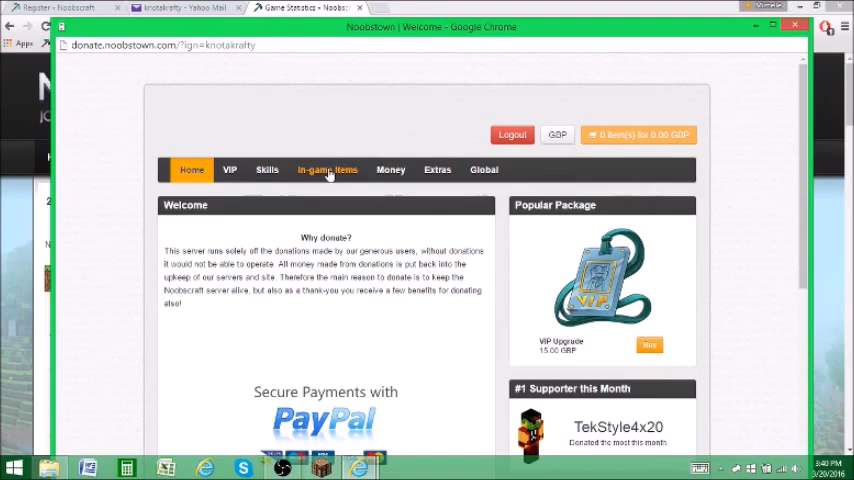 Register - Noobscraft
knotakrafty - Yahoo Mail
Game Statistics - Noobs
Noobstown | Welcome - Google Chrome
donate.noobstown.com/?ign=knotakrafty
Apps
Logout
GBP
0 item(s) for 0.00 GBP
Home
VIP
Skills
In-game Items
Money
Extras
Global
Welcome
Why donate?
This server runs solely off the donations made by our generous users, without donations
it would not be able to operate. All money made from donations is put back into the
upkeep of our servers and site. Therefore the main reason to donate is to keep the
Noobscraft server alive, but also as a thank-you you receive a few benefits for donating
also!
Secure Payments with
PayPal
Popular Package
VIP
VIP Upgrade
15.00 GBP
Buy
#1 Supporter this Month
TekStyle4x20
Donated the most this month
3:40 PM
3/20/2016